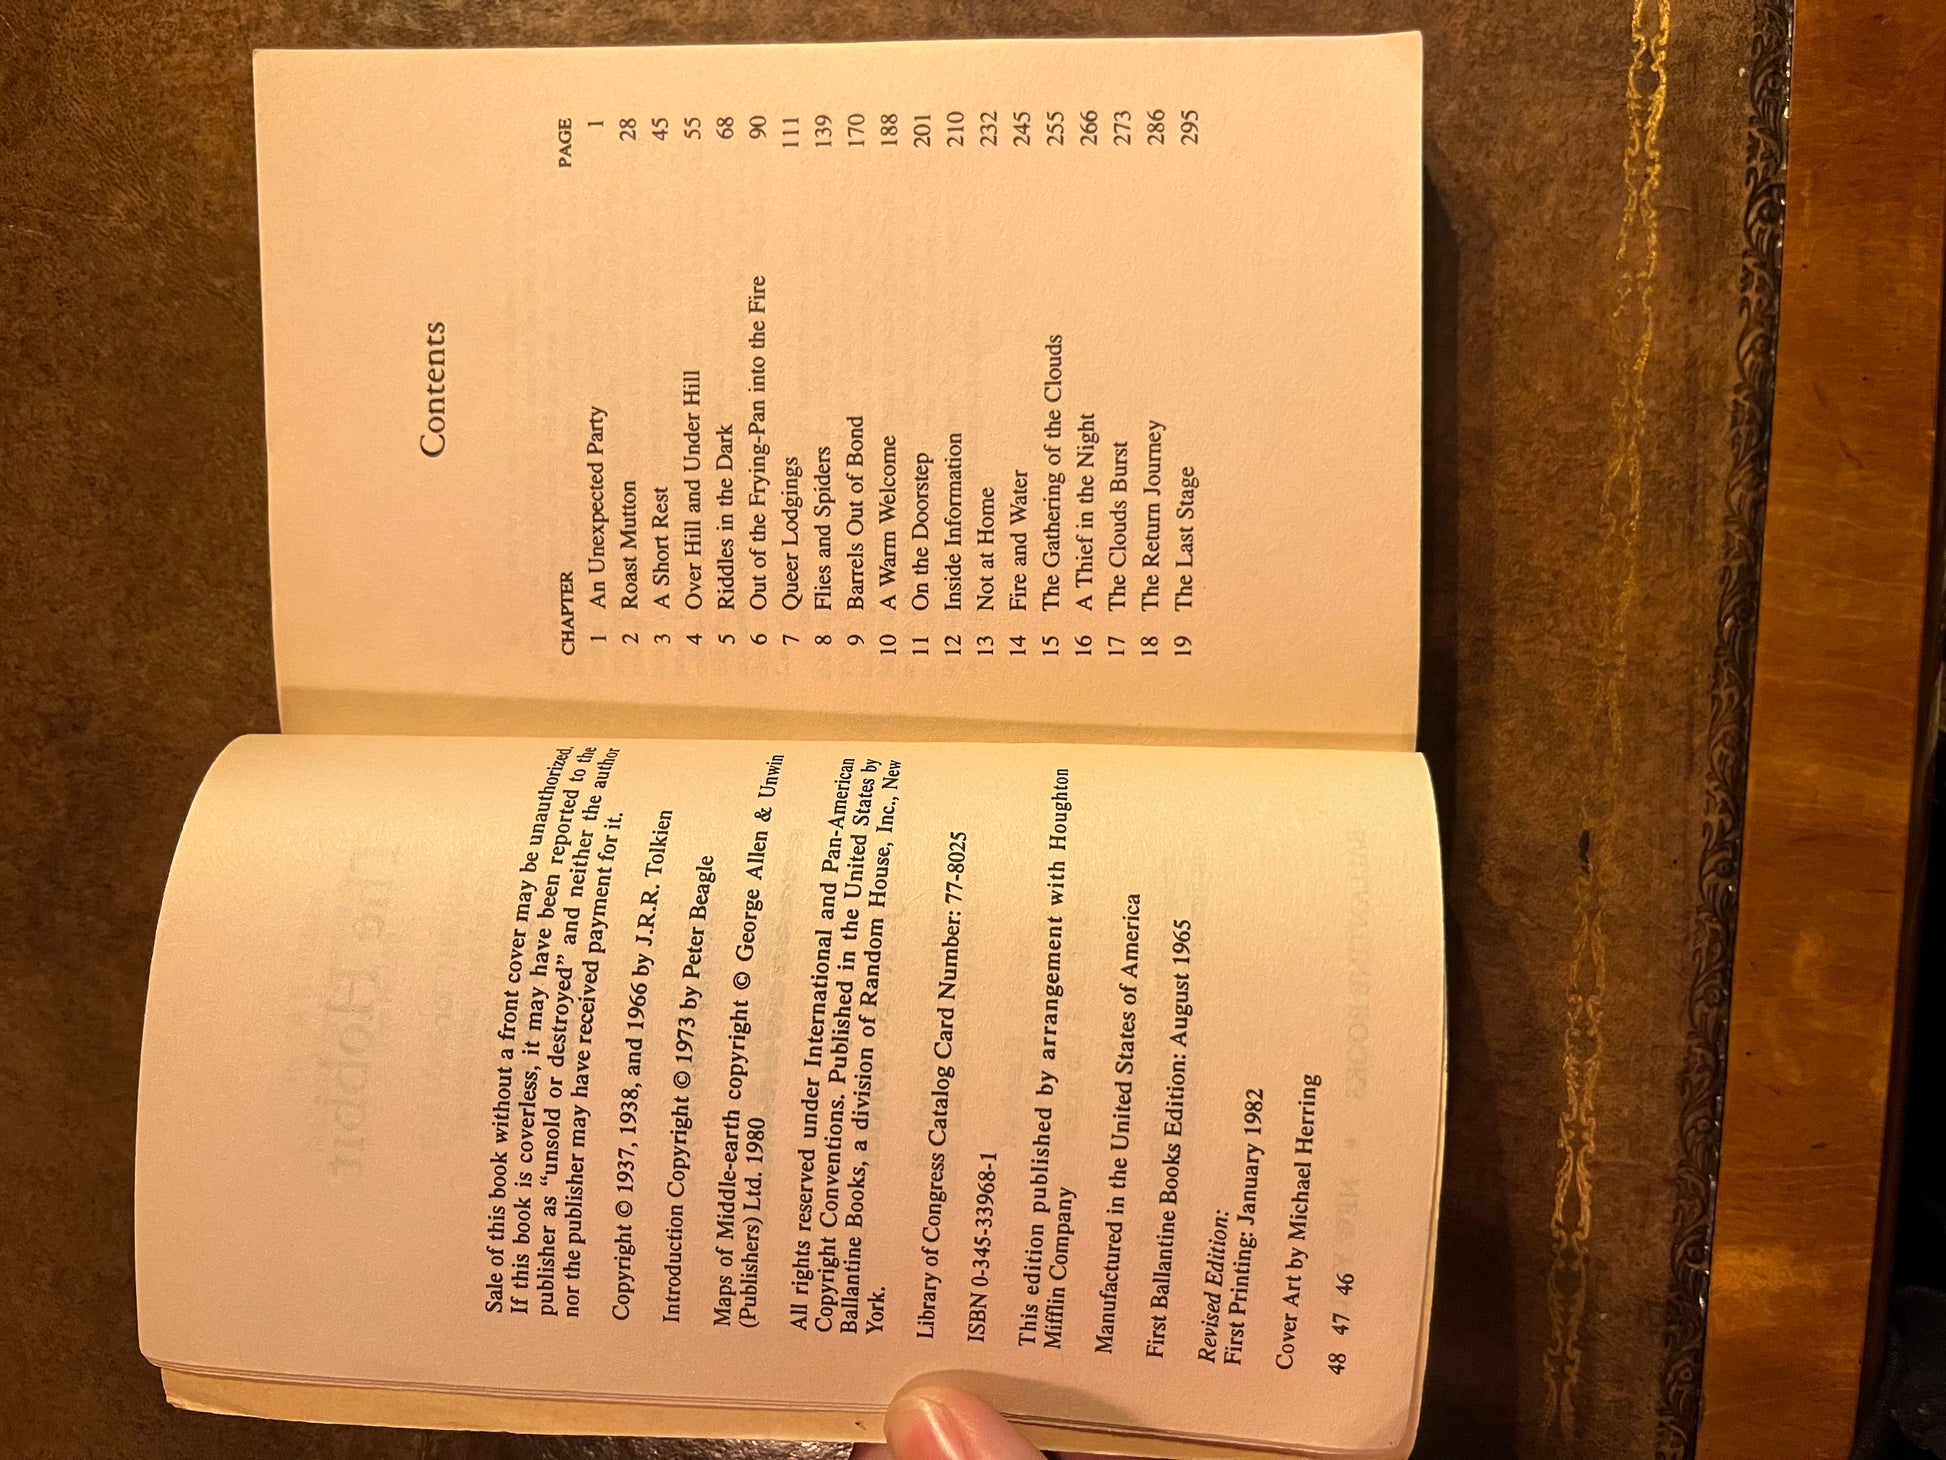 Sale of this book without a front cover may be unauthorized.
If this book is coverless, it may have been reported to the
publisher as “unsold or destroyed” and neither the author
nor the publisher may have received payment for it.
Copyright © 1937, 1938, and 1966 by J.R.R. Tolkien
Introduction Copyright © 1973 by Peter Beagle
Maps of Middle-earth copyright © George Allen & Unwin
(Publishers) Ltd. 1980
All rights reserved under International and Pan-American
Copyright Conventions. Published in the United States by
Ballantine Books, a division of Random House, Inc., New
York.
Library of Congress Catalog Card Number: 77-8025
ISBN 0-345-33968-1
This edition published by arrangement with Houghton
Mifflin Company
Manufactured in the United States of America
First Ballantine Books Edition: August 1965
Revised Edition:
First Printing: January 1982
Cover Art by Michael Herring
48 47 46
Contents
CHAPTER PAGE
1 An Unexpected Party 1
2 Roast Mutton 28
3 A Short Rest 45
4 Over Hill and Under Hill 55
5 Riddles in the Dark 68
6 Out of the Frying-Pan into the Fire 90
7 Queer Lodgings 111
8 Flies and Spiders 139
9 Barrels Out of Bond 170
10 A Warm Welcome 188
11 On the Doorstep 201
12 Inside Information 210
13 Not at Home 232
14 Fire and Water 245
15 The Gathering of the Clouds 255
16 A Thief in the Night 266
17 The Clouds Burst 273
18 The Return Journey 286
19 The Last Stage 295